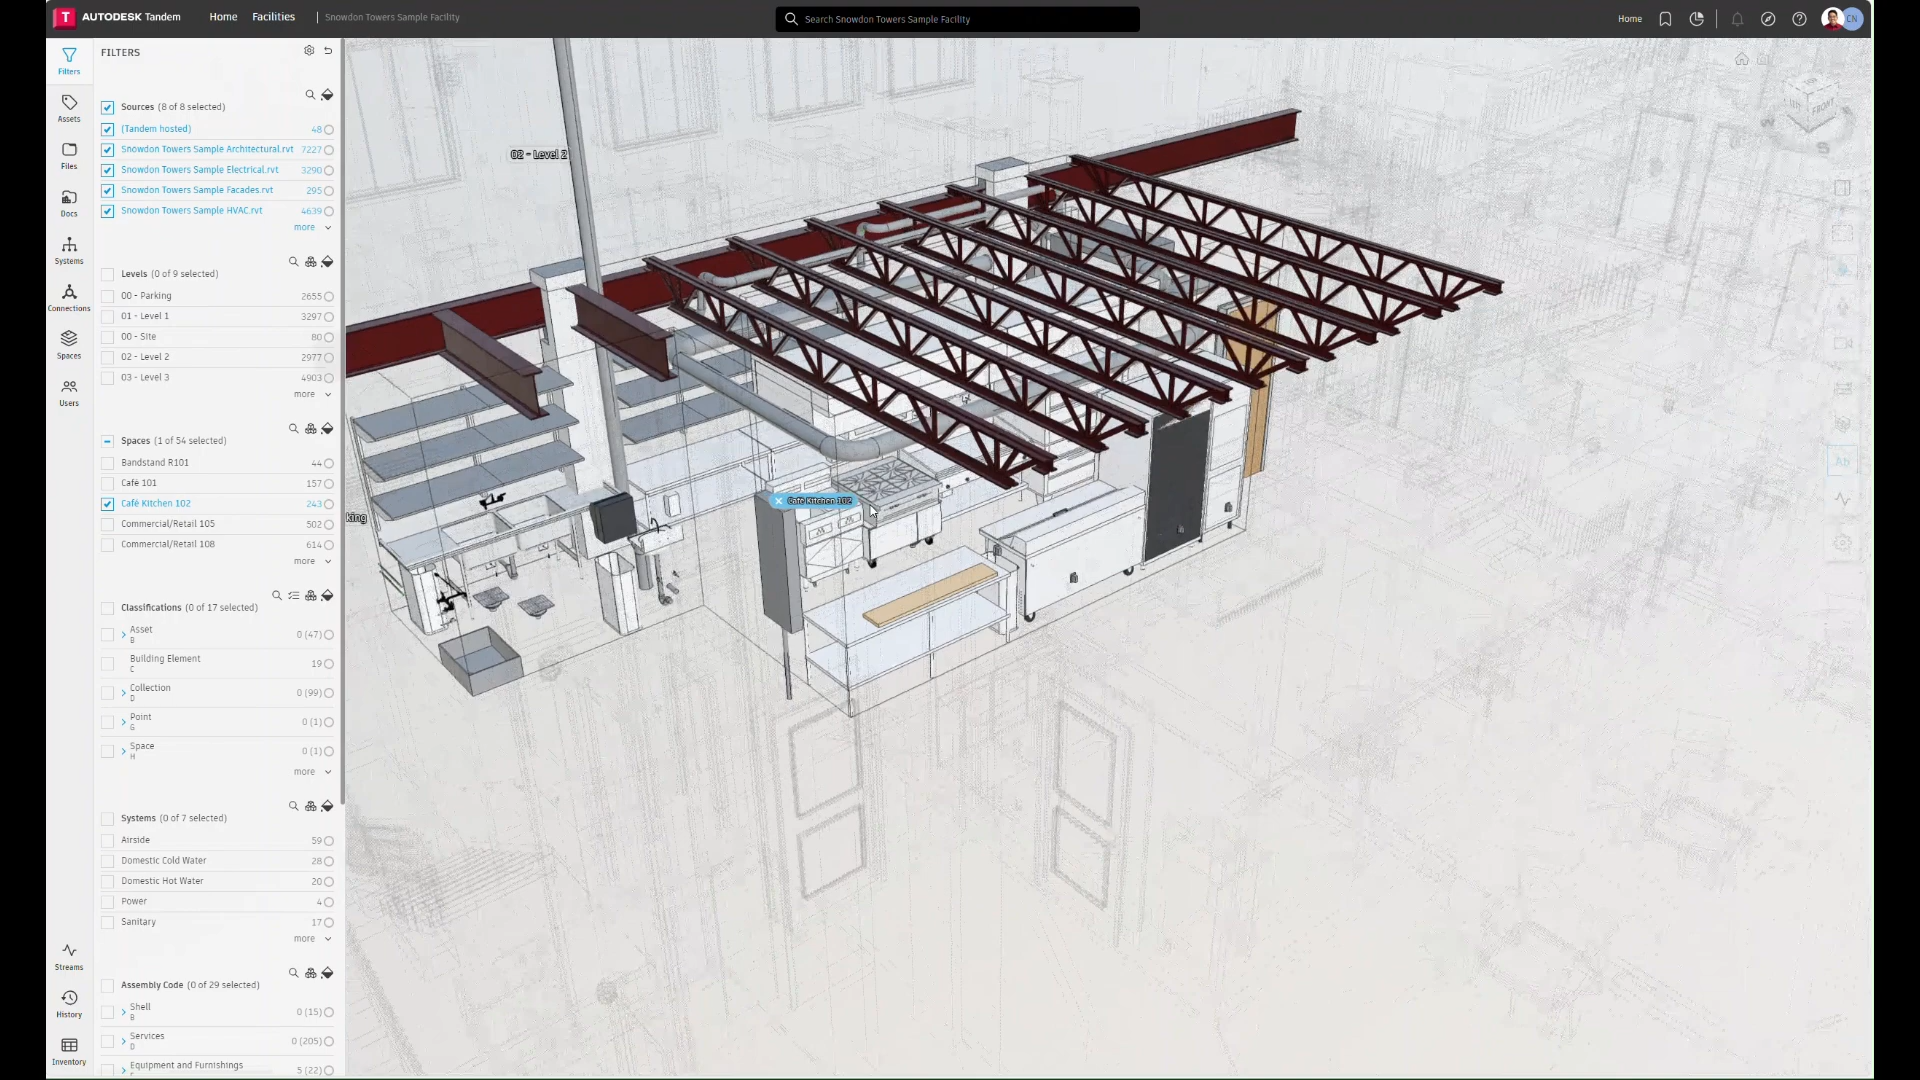 T AUTODESK Tandem
Home
Facilities
Snowdon Towers Sample Facility
Search Snowdon Towers Sample Facility
Home
CN
Filters
Assets
Files
Docs
Systems
Connections
Spaces
Users
Streams
History
Inventory
FILTERS
Sources (8 of 8 selected)
(Tandem hosted) 48
Snowdon Towers Sample Architectural.rvt 7227
Snowdon Towers Sample Electrical.rvt 3290
Snowdon Towers Sample Facades.rvt 295
Snowdon Towers Sample HVAC.rvt 4639
more
Levels (0 of 9 selected)
00 - Parking 2655
01 - Level 1 3297
00 - Site 80
02 - Level 2 2977
03 - Level 3 4903
more
Spaces (1 of 54 selected)
Bandstand R101 44
Café 101 157
Café Kitchen 102 243
Commercial/Retail 105 502
Commercial/Retail 108 614
more
Classifications (0 of 17 selected)
Asset 0 (47)
B
Building Element 19
C
Collection 0 (99)
D
Point 0 (1)
G
Space 0 (1)
H
more
Systems (0 of 7 selected)
Airside 59
Domestic Cold Water 28
Domestic Hot Water 20
Power 4
Sanitary 17
more
Assembly Code (0 of 29 selected)
Shell 0 (15)
B
Services 0 (205)
D
Equipment and Furnishings 5 (22)
02 - Level 2
king
Café Kitchen 102
FRONT
S